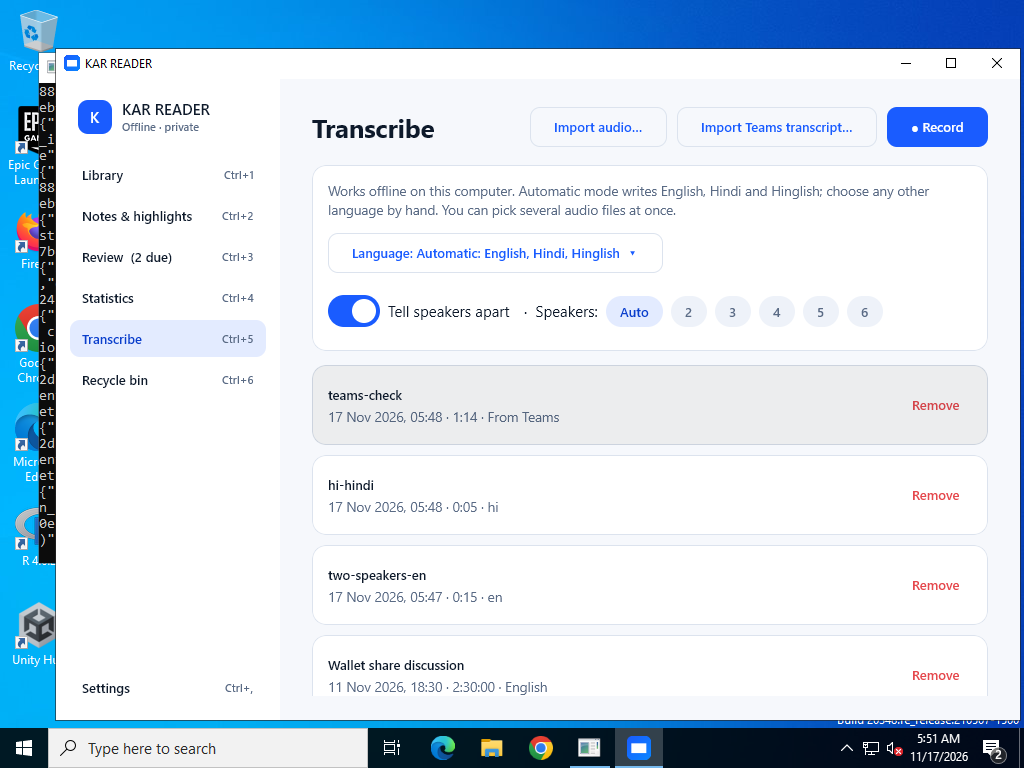 KAR READER
K
KAR READER
Offline · private
Library Ctrl+1
Notes & highlights Ctrl+2
Review (2 due) Ctrl+3
Statistics Ctrl+4
Transcribe Ctrl+5
Recycle bin Ctrl+6
Settings Ctrl+,
Transcribe
Import audio...
Import Teams transcript...
● Record
Works offline on this computer. Automatic mode writes English, Hindi and Hinglish; choose any other
language by hand. You can pick several audio files at once.
Language: Automatic: English, Hindi, Hinglish ▾
Tell speakers apart · Speakers: Auto 2 3 4 5 6
teams-check
17 Nov 2026, 05:48 · 1:14 · From Teams
Remove
hi-hindi
17 Nov 2026, 05:48 · 0:05 · hi
Remove
two-speakers-en
17 Nov 2026, 05:47 · 0:15 · en
Remove
Wallet share discussion
11 Nov 2026, 18:30 · 2:30:00 · English
Remove
Type here to search
5:51 AM
11/17/2026
2